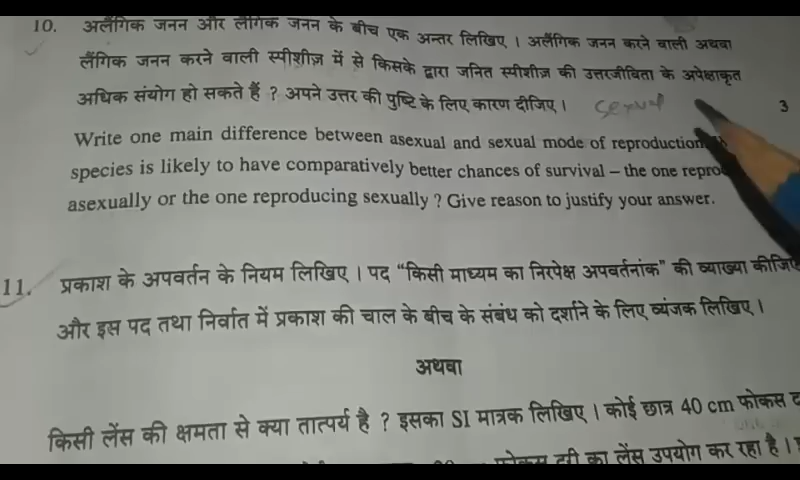 10. अलैंगिक जनन और लैंगिक जनन के बीच एक अन्तर लिखिए । अलैंगिक जनन करने वाली अथवा
लैंगिक जनन करने वाली स्पीशीज़ में से किसके द्वारा जनित स्पीशीज़ की उत्तरजीविता के अपेक्षाकृत
अधिक संयोग हो सकते हैं ? अपने उत्तर की पुष्टि के लिए कारण दीजिए । sexual 3
Write one main difference between asexual and sexual mode of reproduction
species is likely to have comparatively better chances of survival – the one repro
asexually or the one reproducing sexually ? Give reason to justify your answer.
11. प्रकाश के अपवर्तन के नियम लिखिए । पद “किसी माध्यम का निरपेक्ष अपवर्तनांक” की व्याख्या कीजिए
और इस पद तथा निर्वात में प्रकाश की चाल के बीच के संबंध को दर्शाने के लिए व्यंजक लिखिए ।
अथवा
किसी लेंस की क्षमता से क्या तात्पर्य है ? इसका SI मात्रक लिखिए । कोई छात्र 40 cm फोकस
फोकस दूरी का लेंस उपयोग कर रहा है ।